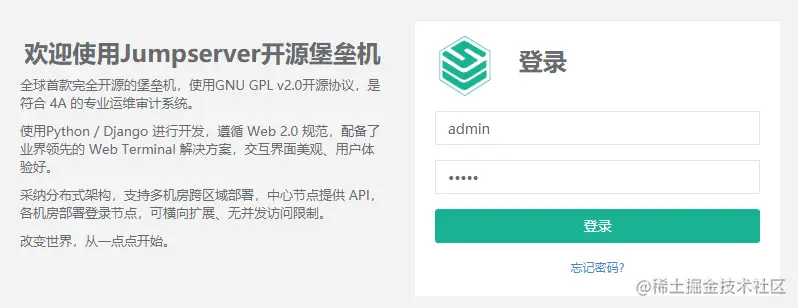 欢迎使用Jumpserver开源堡垒机
全球首款完全开源的堡垒机，使用GNU GPL v2.0开源协议，是
符合 4A 的专业运维审计系统。
使用Python / Django 进行开发，遵循 Web 2.0 规范，配备了
业界领先的 Web Terminal 解决方案，交互界面美观、用户体
验好。
采纳分布式架构，支持多机房跨区域部署，中心节点提供 API，
各机房部署登录节点，可横向扩展、无并发访问限制。
改变世界，从一点点开始。
登录
admin
•••••
登录
忘记密码?
@稀土掘金技术社区